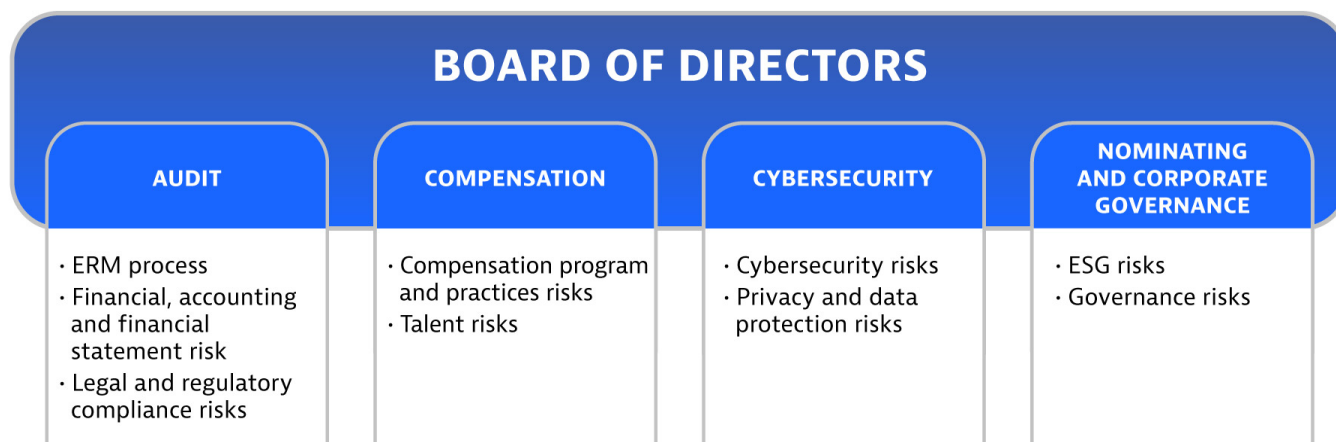 BOARD OF DIRECTORS
AUDIT
· ERM process
· Financial, accounting
and financial
statement risk
· Legal and regulatory
compliance risks
COMPENSATION
· Compensation program
and practices risks
· Talent risks
CYBERSECURITY
· Cybersecurity risks
· Privacy and data
protection risks
NOMINATING
AND CORPORATE
GOVERNANCE
· ESG risks
· Governance risks